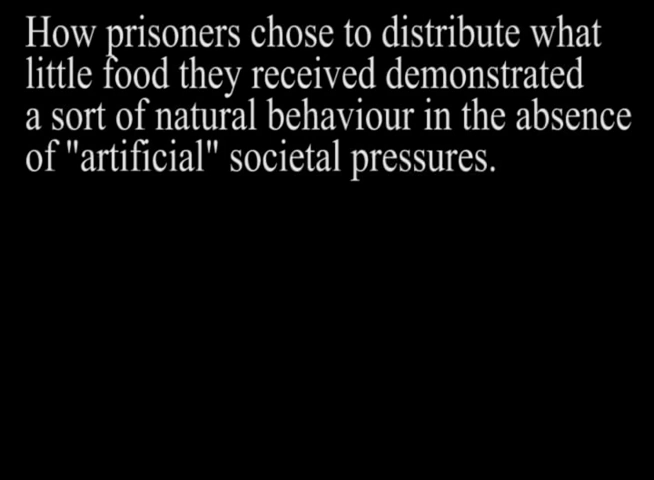 How prisoners chose to distribute what
little food they received demonstrated
a sort of natural behaviour in the absence
of "artificial" societal pressures.